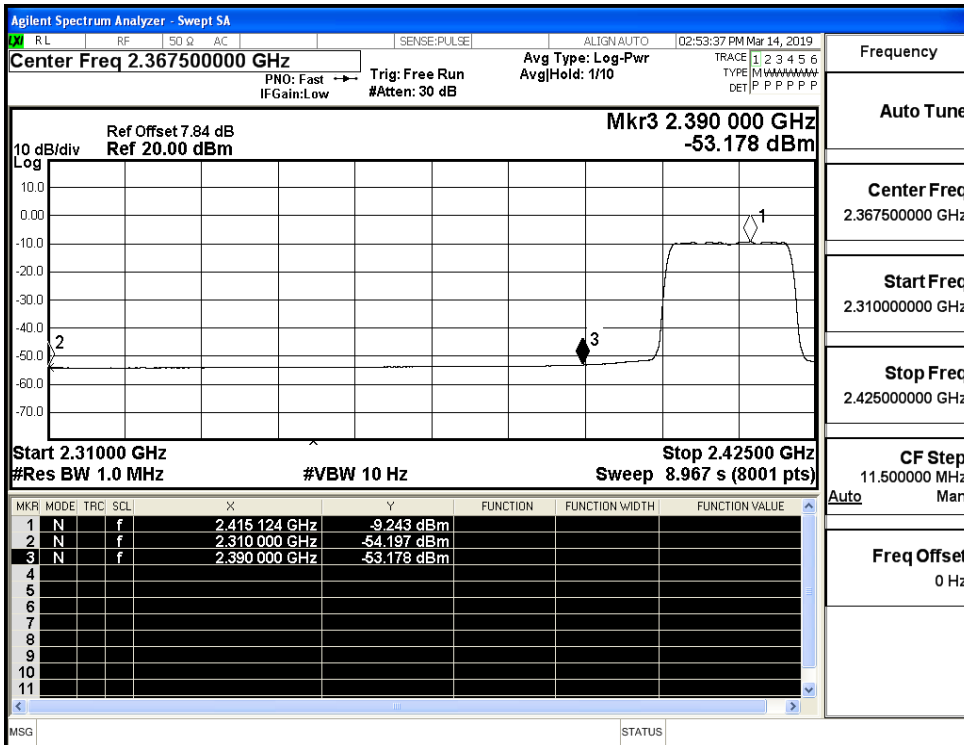 Agilent Spectrum Analyzer - Swept SA
LXI RL RF 50 Ω AC SENSE:PULSE ALIGN AUTO 02:53:37 PM Mar 14, 2019
Center Freq 2.367500000 GHz
PNO: Fast
IFGain:Low
Trig: Free Run
#Atten: 30 dB
Avg Type: Log-Pwr
Avg|Hold: 1/10
TRACE 1 2 3 4 5 6
TYPE M WWWWW
DET P P P P P P
Ref Offset 7.84 dB
10 dB/div Ref 20.00 dBm
Log
Mkr3 2.390 000 GHz
-53.178 dBm
10.0
0.00
-10.0
-20.0
-30.0
-40.0
-50.0
-60.0
-70.0
1
2
3
Start 2.31000 GHz Stop 2.42500 GHz
#Res BW 1.0 MHz #VBW 10 Hz Sweep 8.967 s (8001 pts)
MKR MODE TRC SCL X Y FUNCTION FUNCTION WIDTH FUNCTION VALUE
1 N f 2.415 124 GHz -9.243 dBm
2 N f 2.310 000 GHz -54.197 dBm
3 N f 2.390 000 GHz -53.178 dBm
4
5
6
7
8
9
10
11
MSG STATUS
Frequency
Auto Tune
Center Freq
2.367500000 GHz
Start Freq
2.310000000 GHz
Stop Freq
2.425000000 GHz
CF Step
11.500000 MHz
Auto Man
Freq Offset
0 Hz